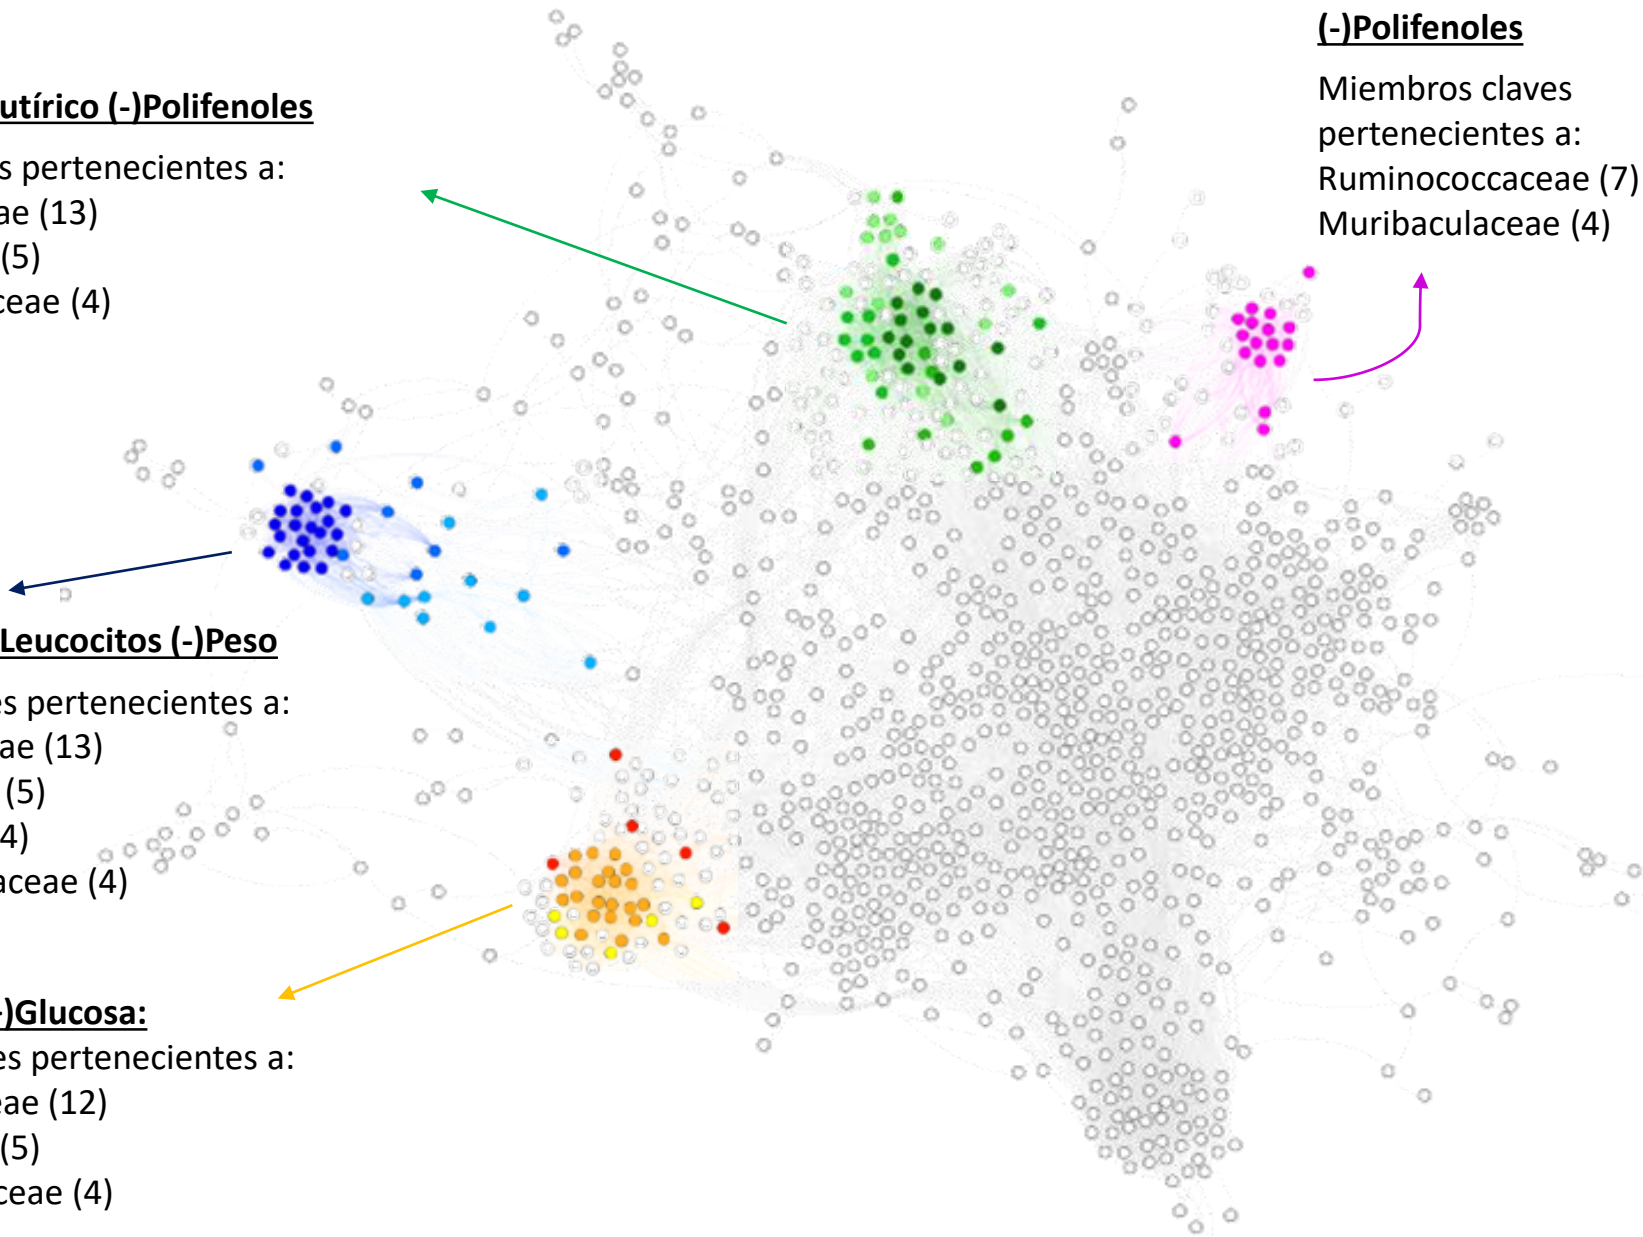 (-)Polifenoles
Miembros claves
pertenecientes a:
Ruminococcaceae (7)
Muribaculaceae (4)
utírico (-)Polifenoles
s pertenecientes a:
ae (13)
(5)
ceae (4)
Leucocitos (-)Peso
es pertenecientes a:
ae (13)
(5)
4)
aceae (4)
-)Glucosa:
es pertenecientes a:
eae (12)
(5)
ceae (4)